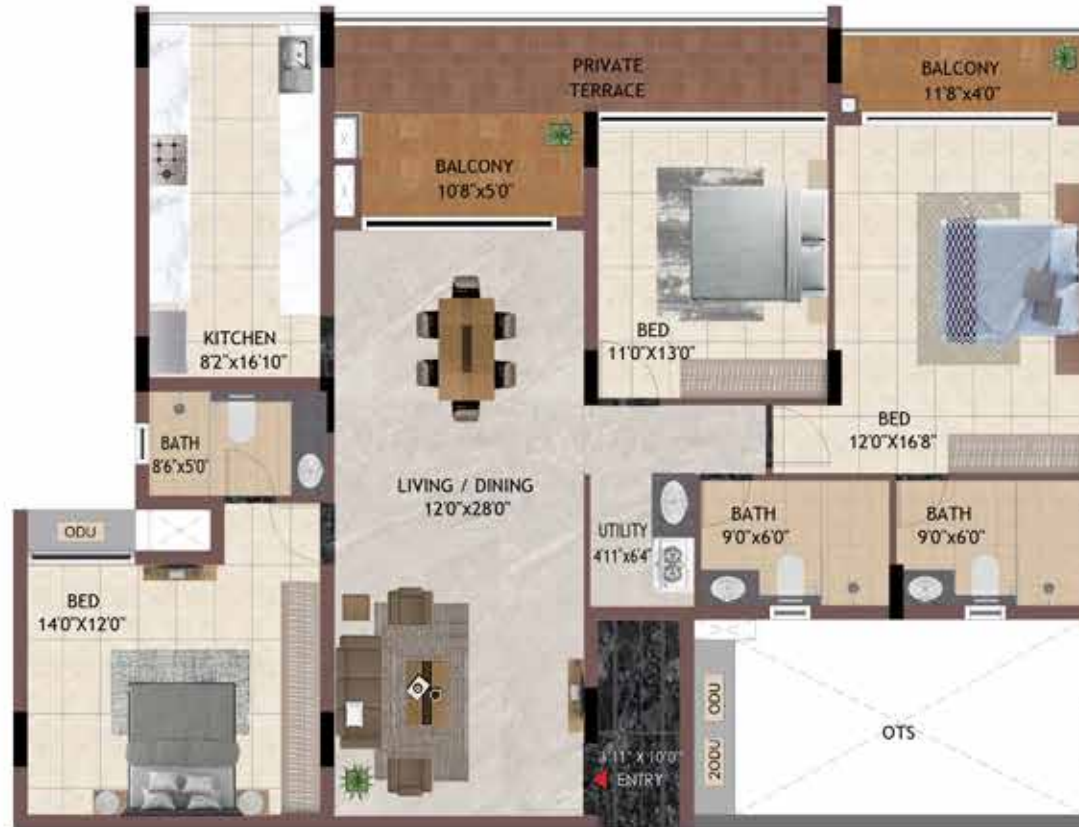 PRIVATE
TERRACE
BALCONY
11'8"x4'0"
BALCONY
10'8"x5'0"
KITCHEN
8'2"x16'10"
BED
11'0"X13'0"
BED
12'0"X16'8"
BATH
8'6"x5'0"
LIVING / DINING
12'0"x28'0"
UTILITY
4'11"x6'4"
BATH
9'0"x6'0"
BATH
9'0"x6'0"
ODU
BED
14'0"X12'0"
ODU
2ODU
OTS
X 10'0"
ENTRY